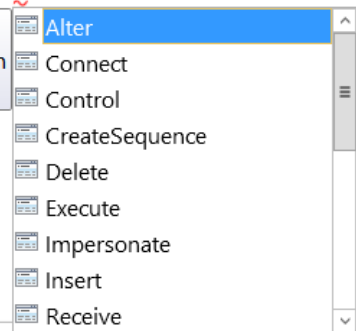 Alter
Connect
Control
CreateSequence
Delete
Execute
Impersonate
Insert
Receive